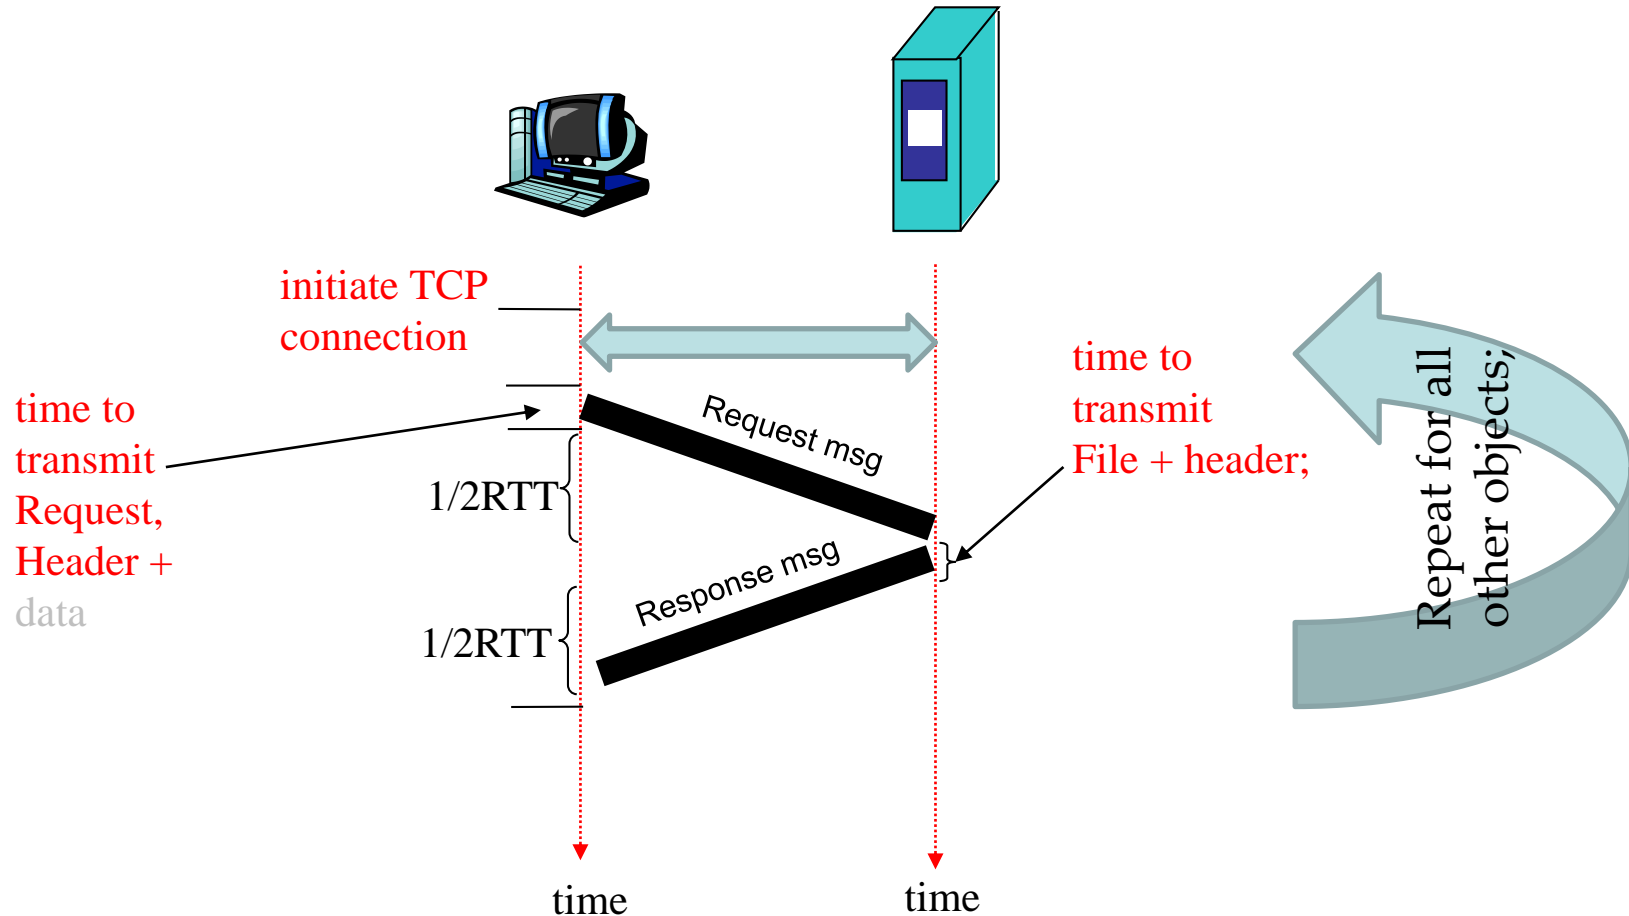 initiate TCP
connection
time to
transmit
Request,
Header +
data
1/2RTT
1/2RTT
Request msg
Response msg
time to
transmit
File + header;
Repeat for all
other objects;
time
time